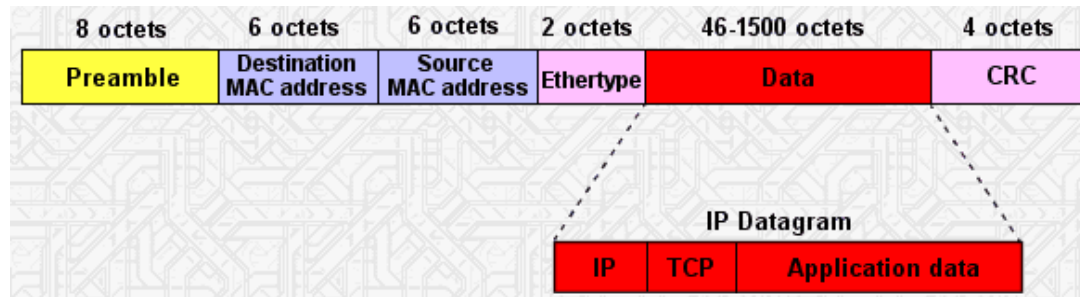 8 octets 6 octets 6 octets 2 octets 46-1500 octets 4 octets
Preamble Destination MAC address Source MAC address Ethertype Data CRC
IP Datagram
IP TCP Application data